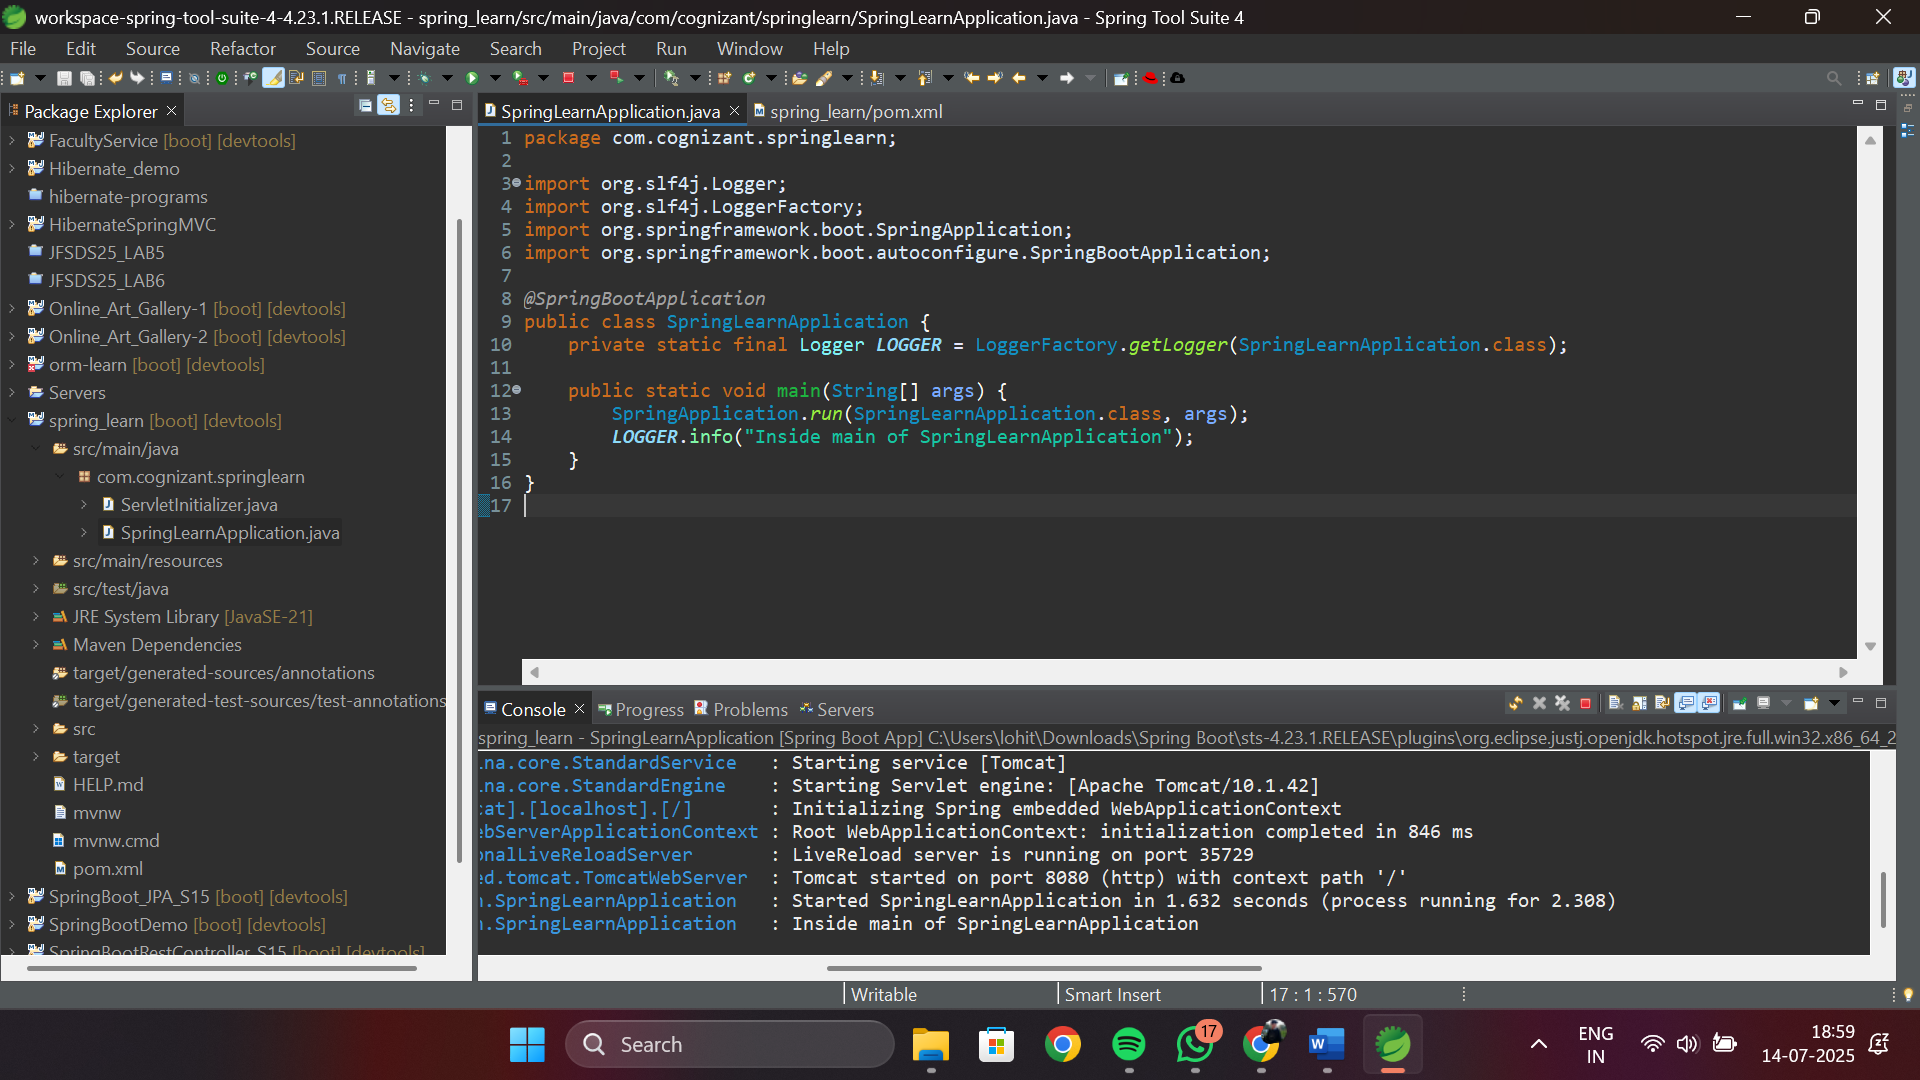 workspace-spring-tool-suite-4-4.23.1.RELEASE - spring_learn/src/main/java/com/cognizant/springlearn/SpringLearnApplication.java - Spring Tool Suite 4
File Edit Source Refactor Source Navigate Search Project Run Window Help
Package Explorer
FacultyService [boot] [devtools]
Hibernate_demo
hibernate-programs
HibernateSpringMVC
JFSDS25_LAB5
JFSDS25_LAB6
Online_Art_Gallery-1 [boot] [devtools]
Online_Art_Gallery-2 [boot] [devtools]
orm-learn [boot] [devtools]
Servers
spring_learn [boot] [devtools]
src/main/java
com.cognizant.springlearn
ServletInitializer.java
SpringLearnApplication.java
src/main/resources
src/test/java
JRE System Library [JavaSE-21]
Maven Dependencies
target/generated-sources/annotations
target/generated-test-sources/test-annotations
src
target
HELP.md
mvnw
mvnw.cmd
pom.xml
SpringBoot_JPA_S15 [boot] [devtools]
SpringBootDemo [boot] [devtools]
SpringBootRestController_S15 [boot] [devtools]
SpringLearnApplication.java spring_learn/pom.xml
1 package com.cognizant.springlearn;
2
3 import org.slf4j.Logger;
4 import org.slf4j.LoggerFactory;
5 import org.springframework.boot.SpringApplication;
6 import org.springframework.boot.autoconfigure.SpringBootApplication;
7
8 @SpringBootApplication
9 public class SpringLearnApplication {
10 private static final Logger LOGGER = LoggerFactory.getLogger(SpringLearnApplication.class);
11
12 public static void main(String[] args) {
13 SpringApplication.run(SpringLearnApplication.class, args);
14 LOGGER.info("Inside main of SpringLearnApplication");
15 }
16 }
17
Console Progress Problems Servers
spring_learn - SpringLearnApplication [Spring Boot App] C:\Users\lohit\Downloads\Spring Boot\sts-4.23.1.RELEASE\plugins\org.eclipse.justj.openjdk.hotspot.jre.full.win32.x86_64_2
.na.core.StandardService : Starting service [Tomcat]
.na.core.StandardEngine : Starting Servlet engine: [Apache Tomcat/10.1.42]
cat].[localhost].[/] : Initializing Spring embedded WebApplicationContext
ebServerApplicationContext : Root WebApplicationContext: initialization completed in 846 ms
onalLiveReloadServer : LiveReload server is running on port 35729
ed.tomcat.TomcatWebServer : Tomcat started on port 8080 (http) with context path '/'
n.SpringLearnApplication : Started SpringLearnApplication in 1.632 seconds (process running for 2.308)
n.SpringLearnApplication : Inside main of SpringLearnApplication
Writable Smart Insert 17 : 1 : 570
Search
17
ENG
IN
18:59
14-07-2025